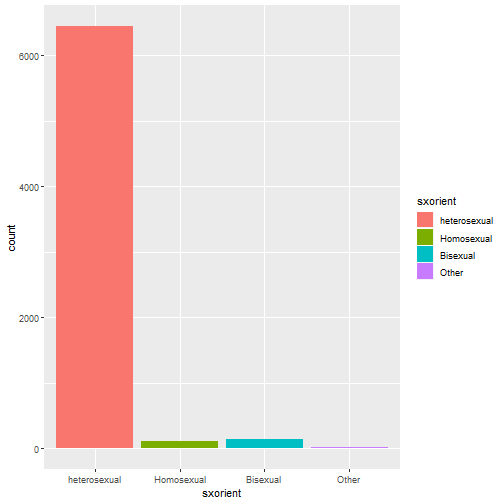 6000
4000
2000
0
count
heterosexual Homosexual Bisexual Other
sxorient
sxorient
heterosexual
Homosexual
Bisexual
Other